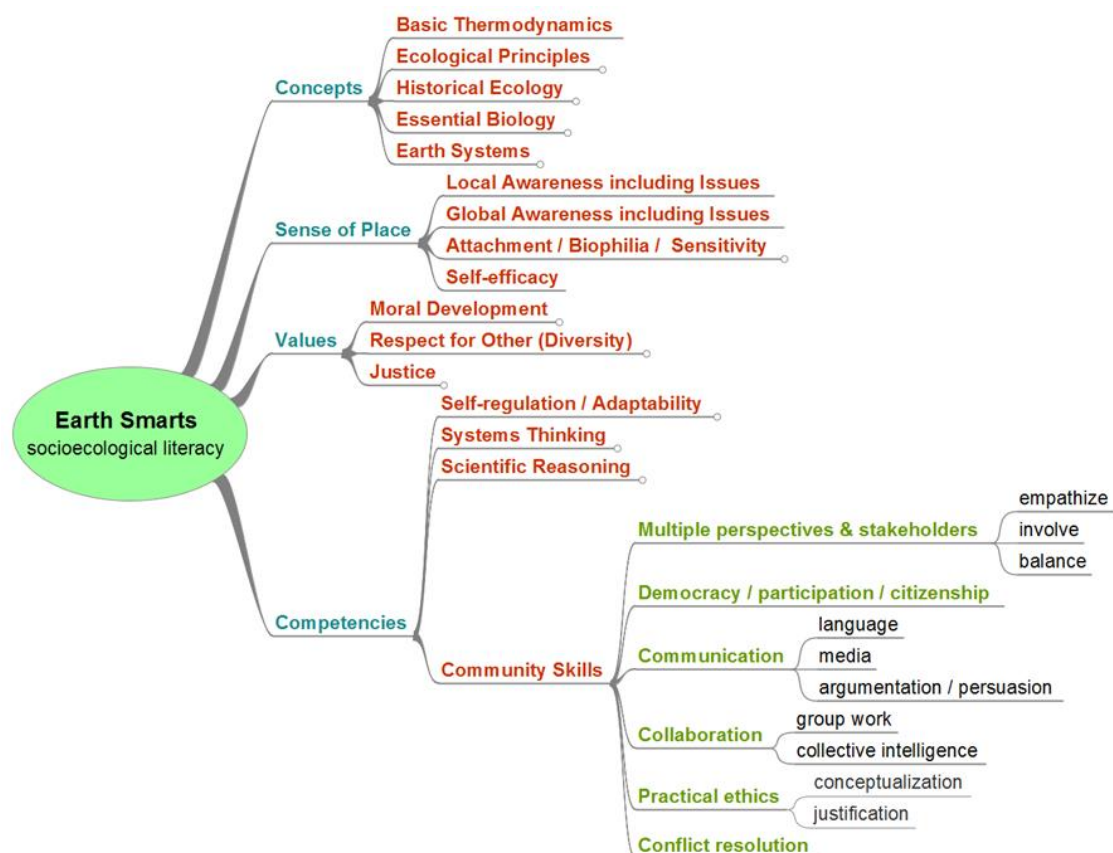 Earth Smarts
socioecological literacy
Concepts
Basic Thermodynamics
Ecological Principles
Historical Ecology
Essential Biology
Earth Systems
Sense of Place
Local Awareness including Issues
Global Awareness including Issues
Attachment / Biophilia / Sensitivity
Self-efficacy
Values
Moral Development
Respect for Other (Diversity)
Justice
Competencies
Self-regulation / Adaptability
Systems Thinking
Scientific Reasoning
Community Skills
Multiple perspectives & stakeholders
empathize
involve
balance
Democracy / participation / citizenship
Communication
language
media
argumentation / persuasion
Collaboration
group work
collective intelligence
Practical ethics
conceptualization
justification
Conflict resolution